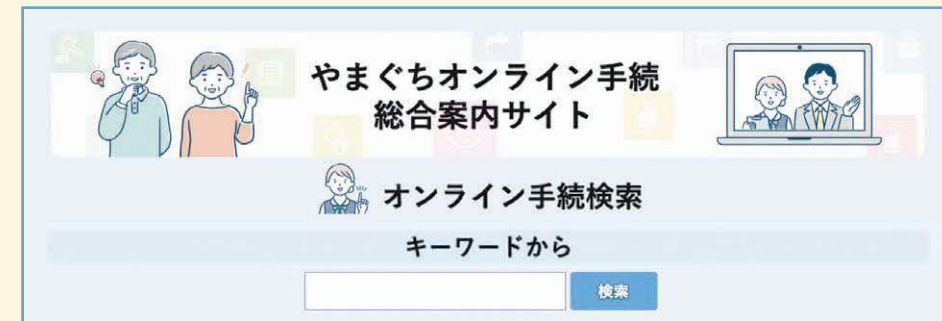 やまぐちオンライン手続
総合案内サイト
オンライン手続検索
キーワードから
検索